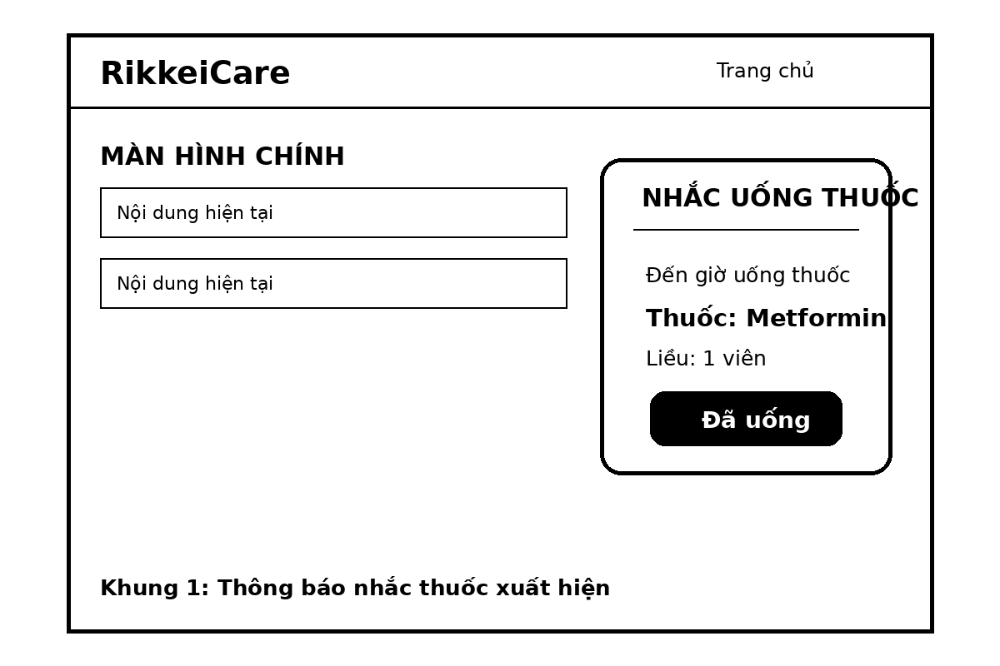 RikkeiCare
Trang chủ
MÀN HÌNH CHÍNH
Nội dung hiện tại
Nội dung hiện tại
NHẮC UỐNG THUỐC
Đến giờ uống thuốc
Thuốc: Metformin
Liều: 1 viên
Đã uống
Khung 1: Thông báo nhắc thuốc xuất hiện